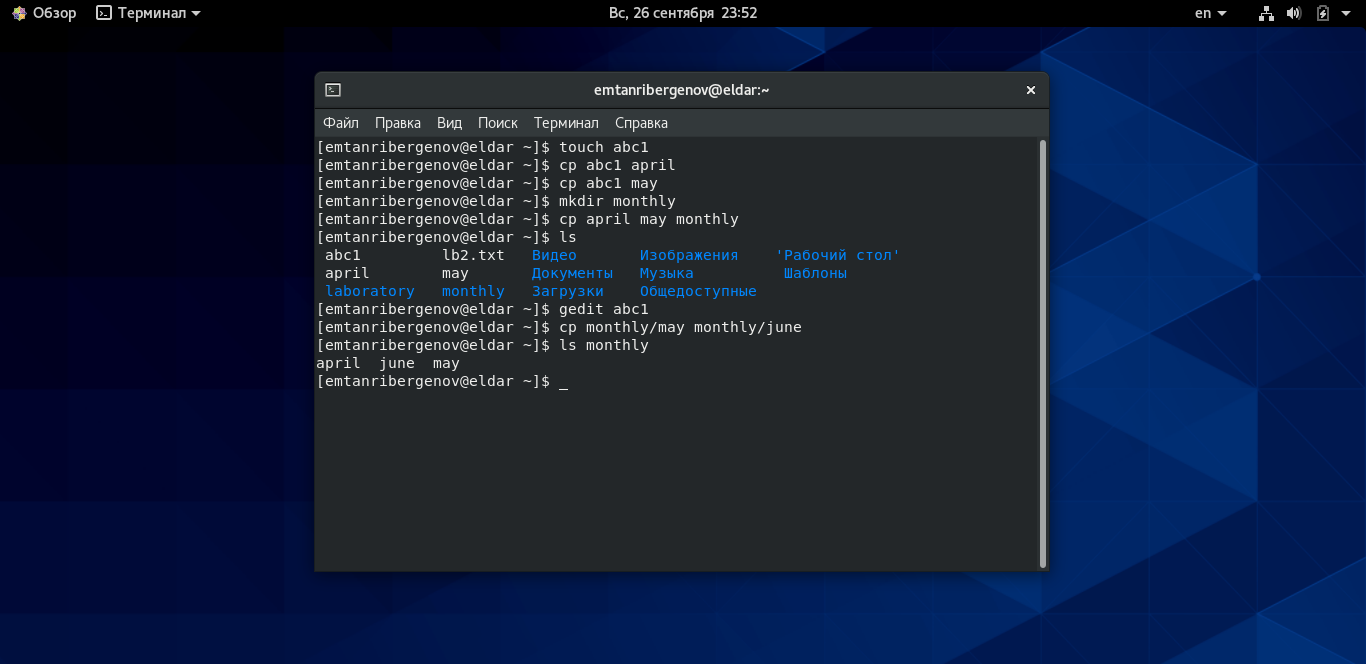 Обзор Терминал Вс, 26 сентября 23:52 en
emtanribergenov@eldar:~
Файл Правка Вид Поиск Терминал Справка
[emtanribergenov@eldar ~]$ touch abc1
[emtanribergenov@eldar ~]$ cp abc1 april
[emtanribergenov@eldar ~]$ cp abc1 may
[emtanribergenov@eldar ~]$ mkdir monthly
[emtanribergenov@eldar ~]$ cp april may monthly
[emtanribergenov@eldar ~]$ ls
abc1 lb2.txt Видео Изображения 'Рабочий стол'
april may Документы Музыка Шаблоны
laboratory monthly Загрузки Общедоступные
[emtanribergenov@eldar ~]$ gedit abc1
[emtanribergenov@eldar ~]$ cp monthly/may monthly/june
[emtanribergenov@eldar ~]$ ls monthly
april june may
[emtanribergenov@eldar ~]$ _